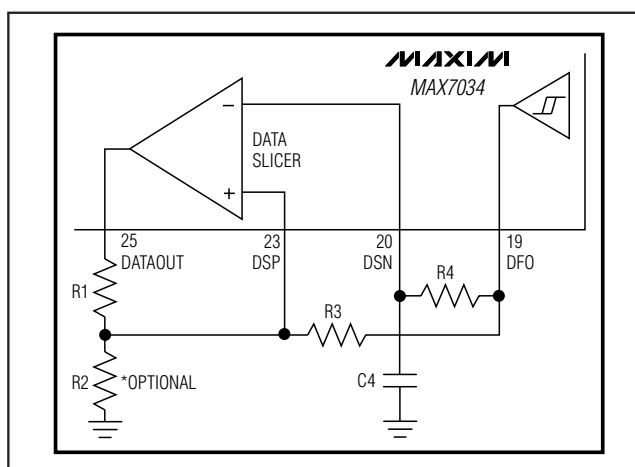 MAXIM
MAX7034
−
DATA
SLICER
+
25
DATAOUT
23
DSP
20
DSN
19
DFO
R1
R3
R4
R2
*OPTIONAL
C4